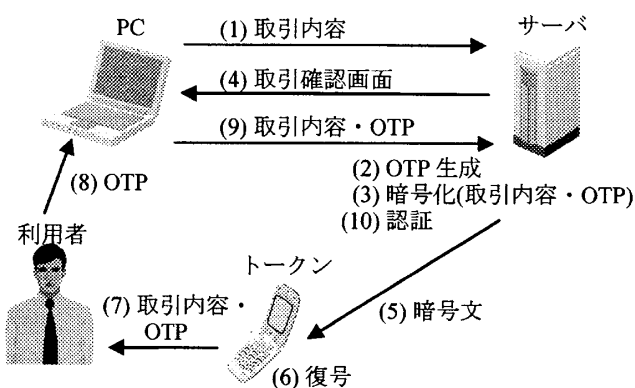 PC
(1) 取引内容
サーバ
(4) 取引確認画面
(9) 取引内容・OTP
(8) OTP
(2) OTP 生成
(3) 暗号化(取引内容・OTP)
(10) 認証
利用者
トークン
(7) 取引内容・
OTP
(5) 暗号文
(6) 復号